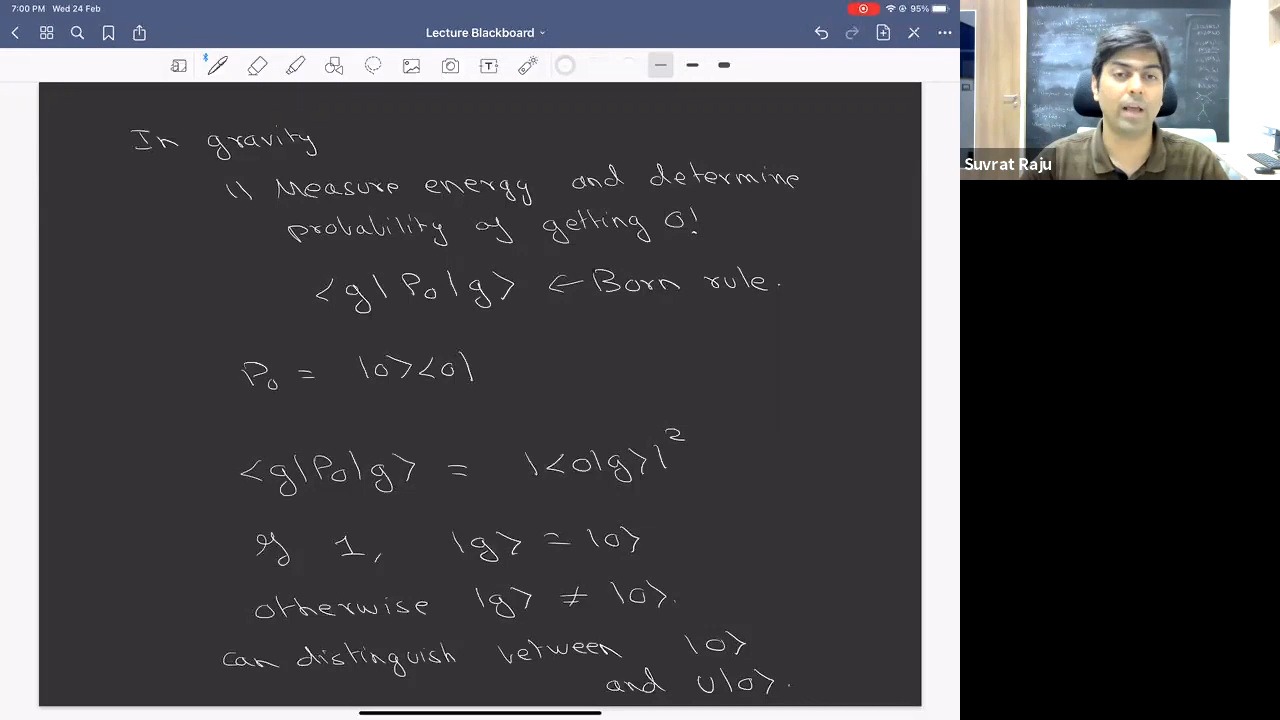 7:00 PM Wed 24 Feb
95%
Lecture Blackboard
Suvrat Raju
In gravity
1) Measure energy and determine
probability of getting 0!
<g|P₀|g> ← Born rule.
P₀ = |0><0|
<g|P₀|g> = |<0|g>|²
If 1, |g> = |0>
otherwise |g> ≠ |0>.
can distinguish between |0>
and U|0>.